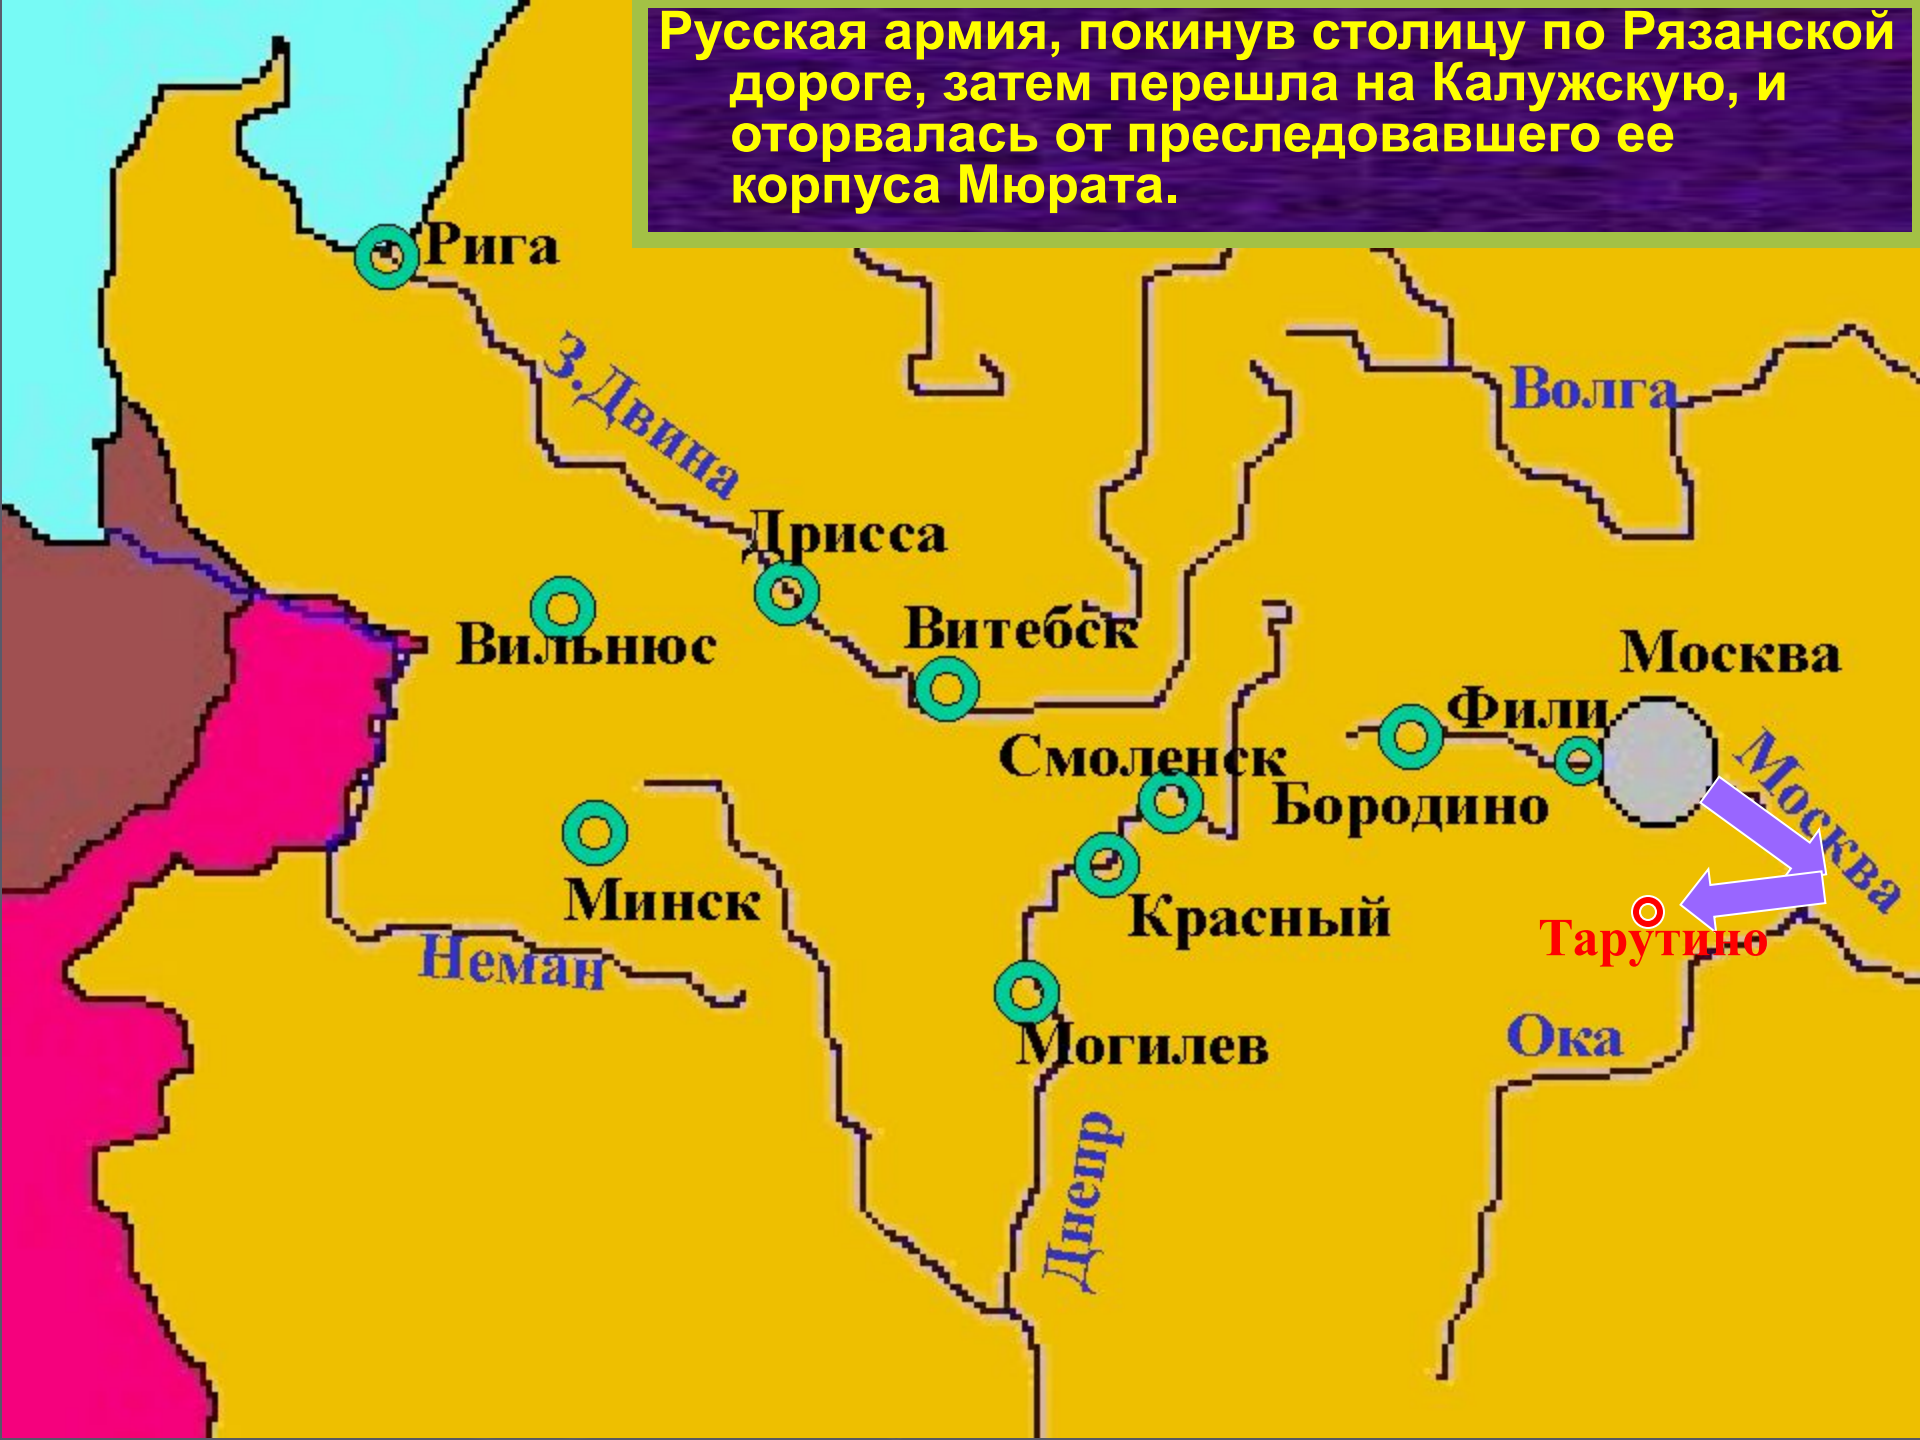 Русская армия, покинув столицу по Рязанской
дороге, затем перешла на Калужскую, и
оторвалась от преследовавшего ее
корпуса Мюрата.
Рига
З.Двина
Волга
Дрисса
Витебск
Вильнюс
Москва
Фили
Смоленск
Бородино
Москва
Минск
Красный
Тарутино
Неман
Могилев
Ока
Днепр